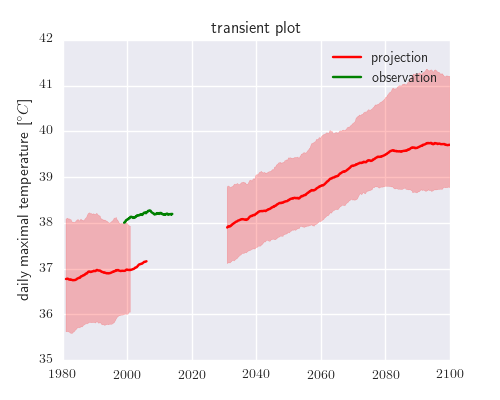 transient plot
42
41
40
39
38
37
36
35
daily maximal temperature [°C]
projection
observation
1980 2000 2020 2040 2060 2080 2100